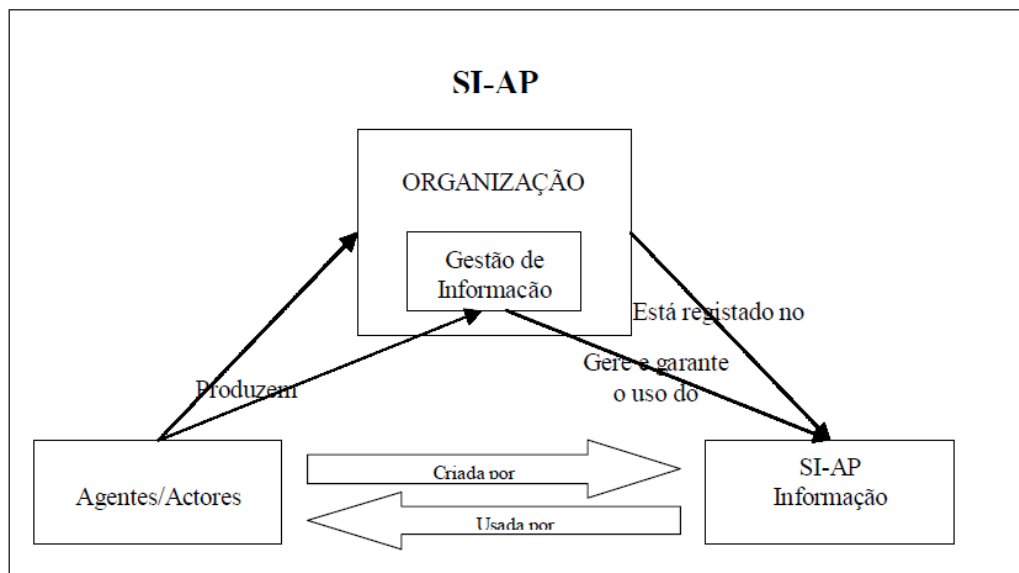 SI-AP
ORGANIZAÇÃO
Gestão de
Informação
Está registado no
Gere e garante
o uso do
Produzem
Agentes/Actores
Criada por
Usada por
SI-AP
Informação